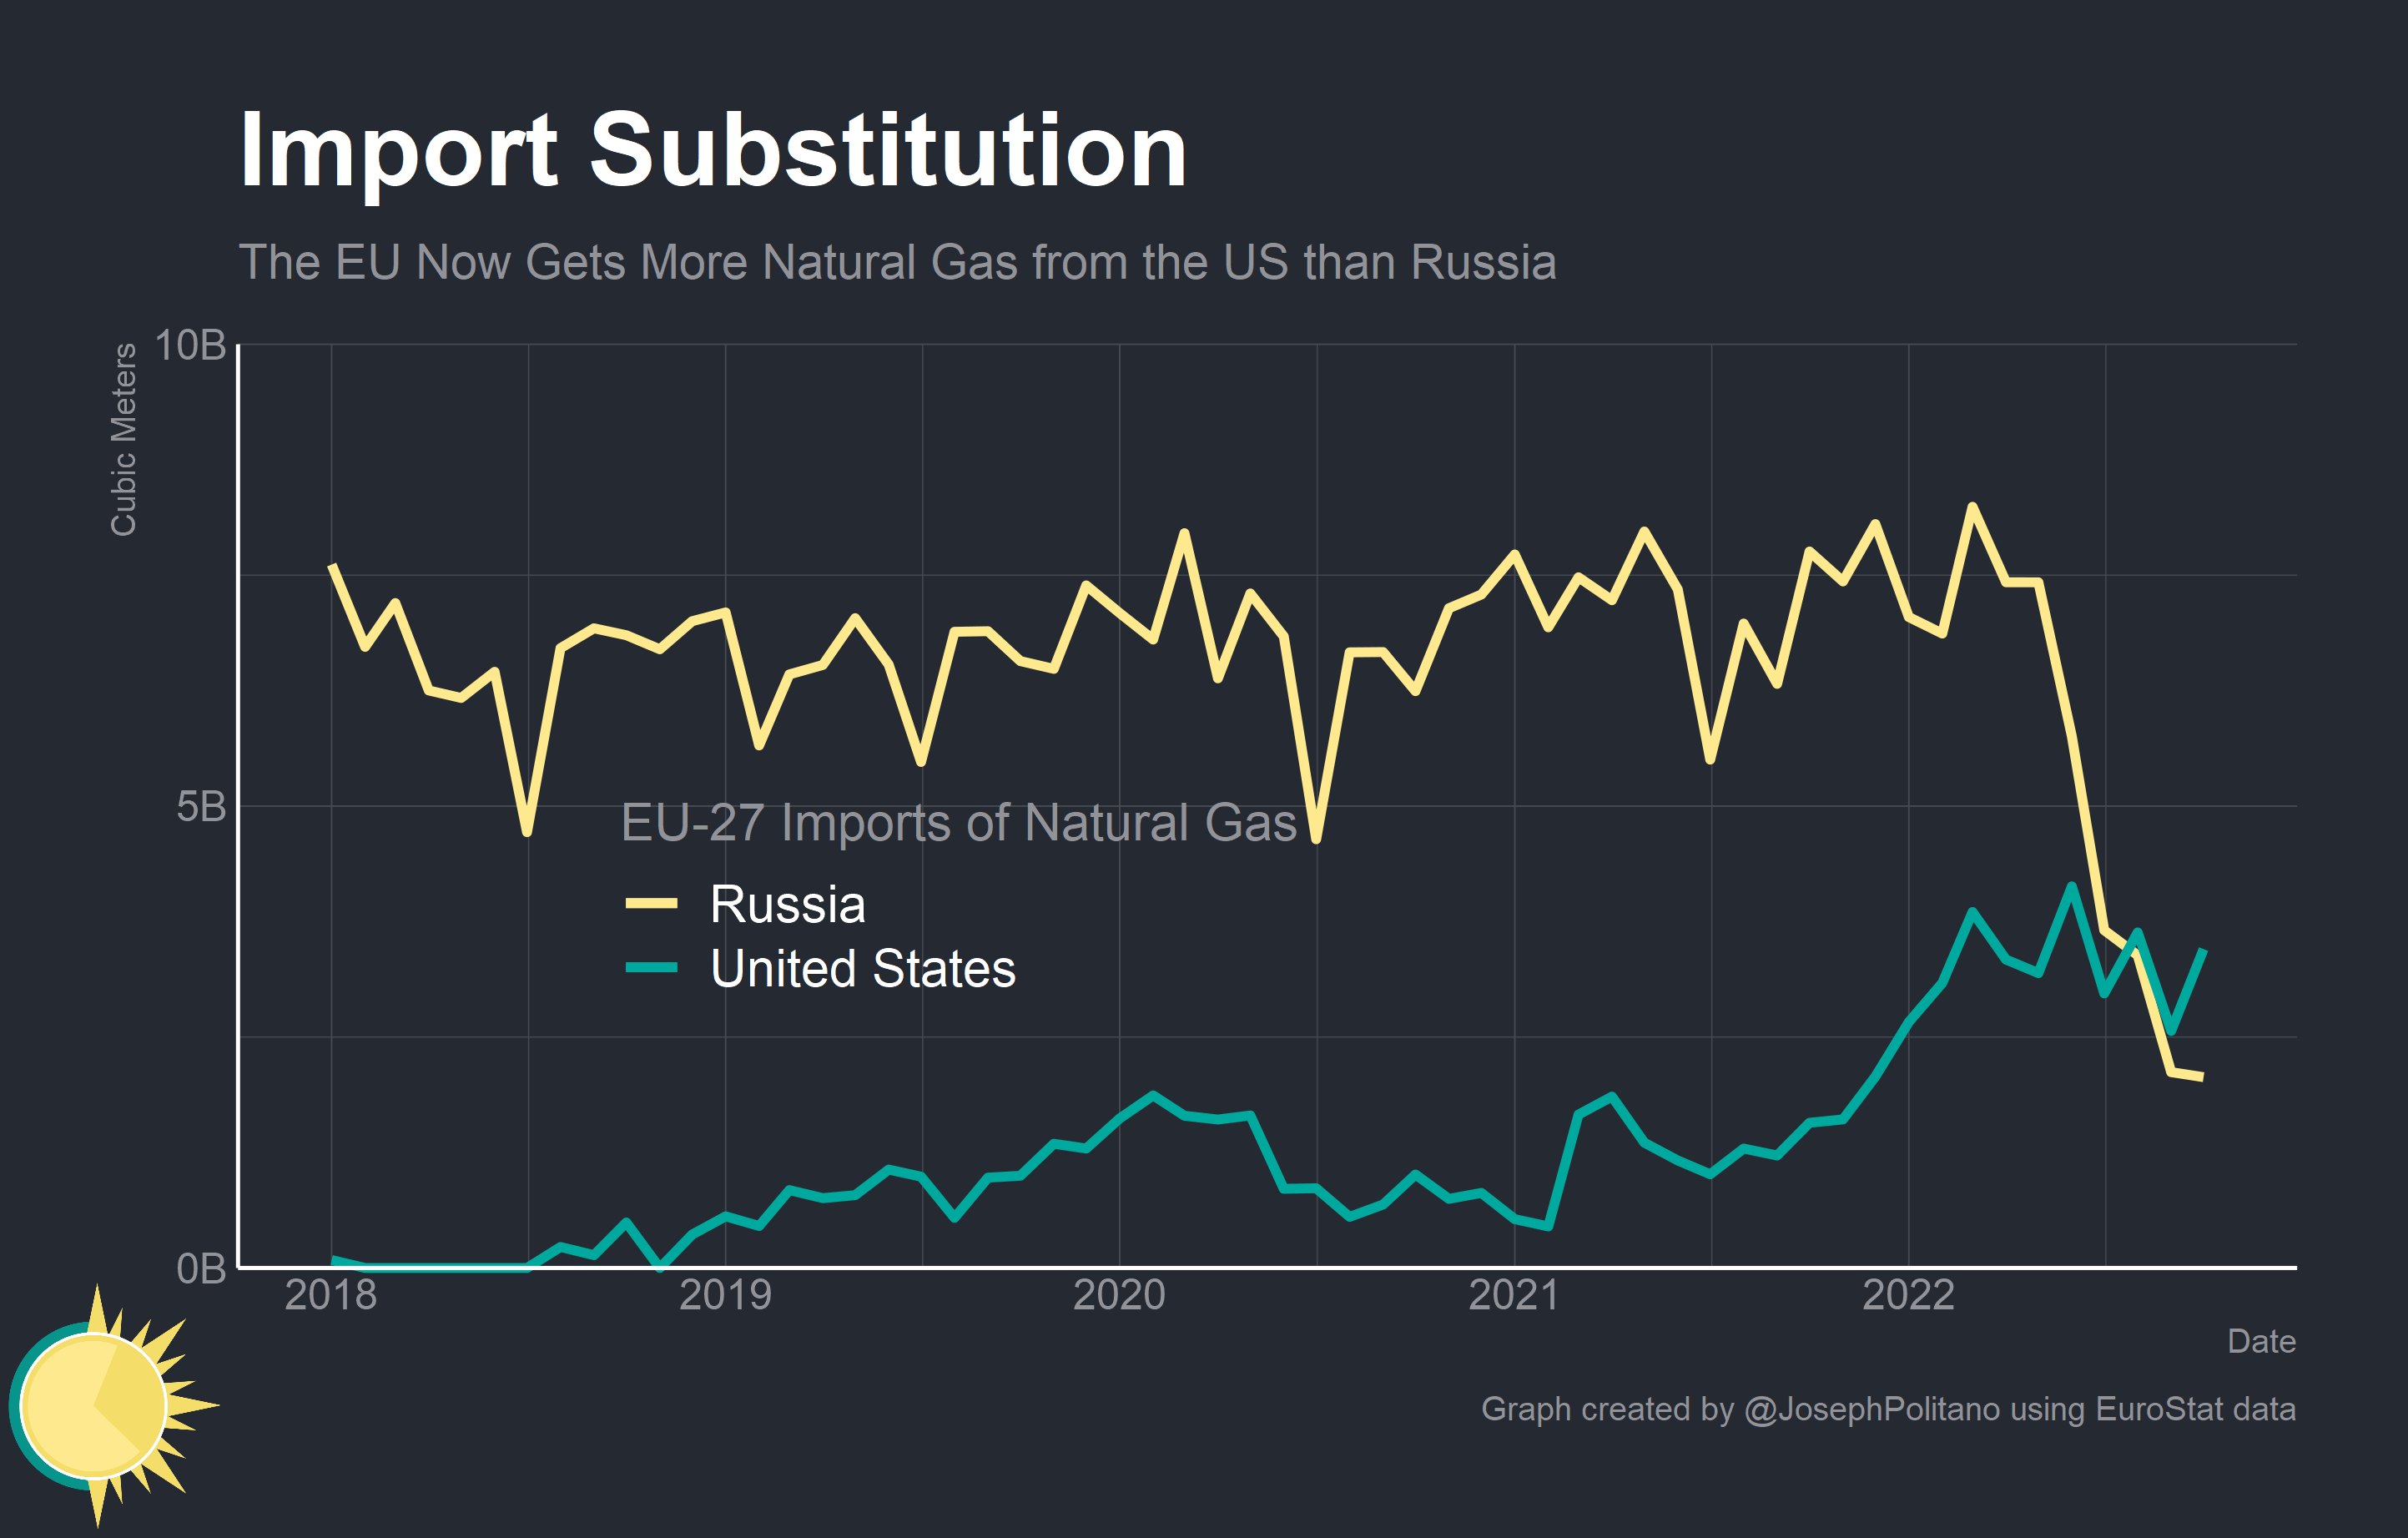 Import Substitution
The EU Now Gets More Natural Gas from the US than Russia
Cubic Meters
10B
5B
0B
EU-27 Imports of Natural Gas
Russia
United States
2018
2019
2020
2021
2022
Date
Graph created by @JosephPolitano using EuroStat data